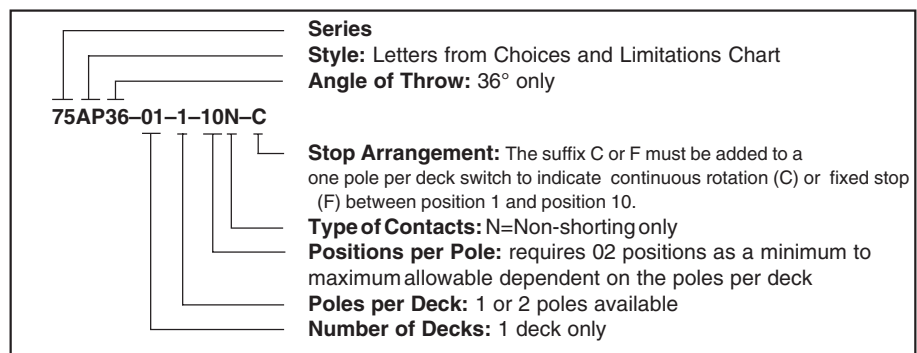 Series
Style: Letters from Choices and Limitations Chart
Angle of Throw: 36° only
75AP36–01–1–10N–C
Stop Arrangement: The suffix C or F must be added to a
one pole per deck switch to indicate continuous rotation (C) or fixed stop
(F) between position 1 and position 10.
Type of Contacts: N=Non-shorting only
Positions per Pole: requires 02 positions as a minimum to
maximum allowable dependent on the poles per deck
Poles per Deck: 1 or 2 poles available
Number of Decks: 1 deck only